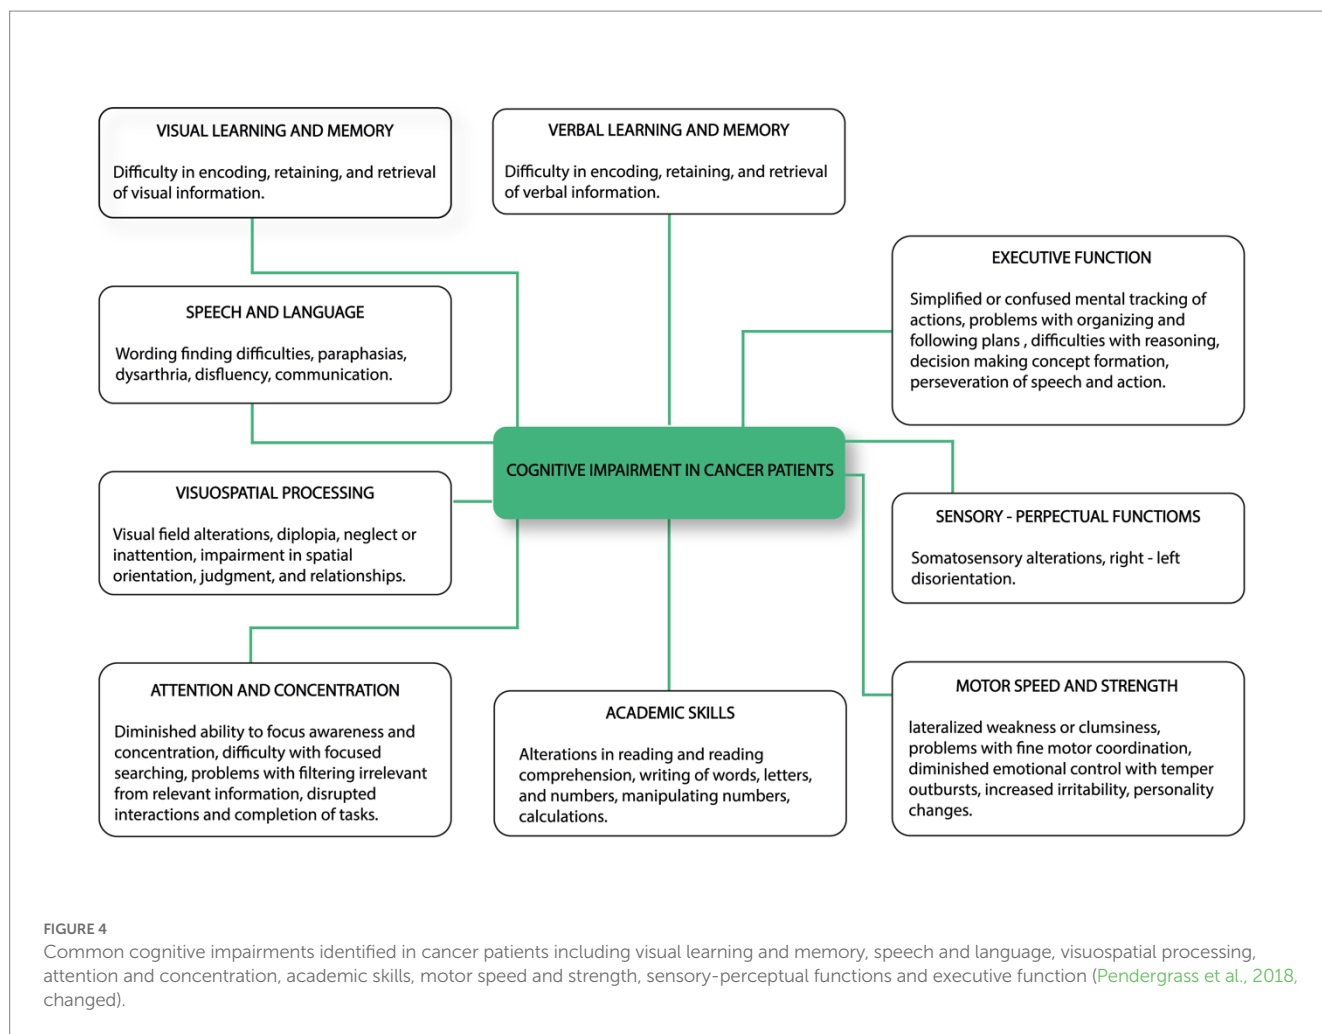 VISUAL LEARNING AND MEMORY
Difficulty in encoding, retaining, and retrieval
of visual information.
VERBAL LEARNING AND MEMORY
Difficulty in encoding, retaining, and retrieval
of verbal information.
EXECUTIVE FUNCTION
Simplified or confused mental tracking of
actions, problems with organizing and
following plans , difficulties with reasoning,
decision making concept formation,
perseveration of speech and action.
SPEECH AND LANGUAGE
Wording finding difficulties, paraphasias,
dysarthria, disfluency, communication.
COGNITIVE IMPAIRMENT IN CANCER PATIENTS
VISUOSPATIAL PROCESSING
Visual field alterations, diplopia, neglect or
inattention, impairment in spatial
orientation, judgment, and relationships.
SENSORY - PERPECTUAL FUNCTIOMS
Somatosensory alterations, right - left
disorientation.
ATTENTION AND CONCENTRATION
Diminished ability to focus awareness and
concentration, difficulty with focused
searching, problems with filtering irrelevant
from relevant information, disrupted
interactions and completion of tasks.
ACADEMIC SKILLS
Alterations in reading and reading
comprehension, writing of words, letters,
and numbers, manipulating numbers,
calculations.
MOTOR SPEED AND STRENGTH
lateralized weakness or clumsiness,
problems with fine motor coordination,
diminished emotional control with temper
outbursts, increased irritability, personality
changes.
FIGURE 4
Common cognitive impairments identified in cancer patients including visual learning and memory, speech and language, visuospatial processing,
attention and concentration, academic skills, motor speed and strength, sensory-perceptual functions and executive function (Pendergrass et al., 2018,
changed).